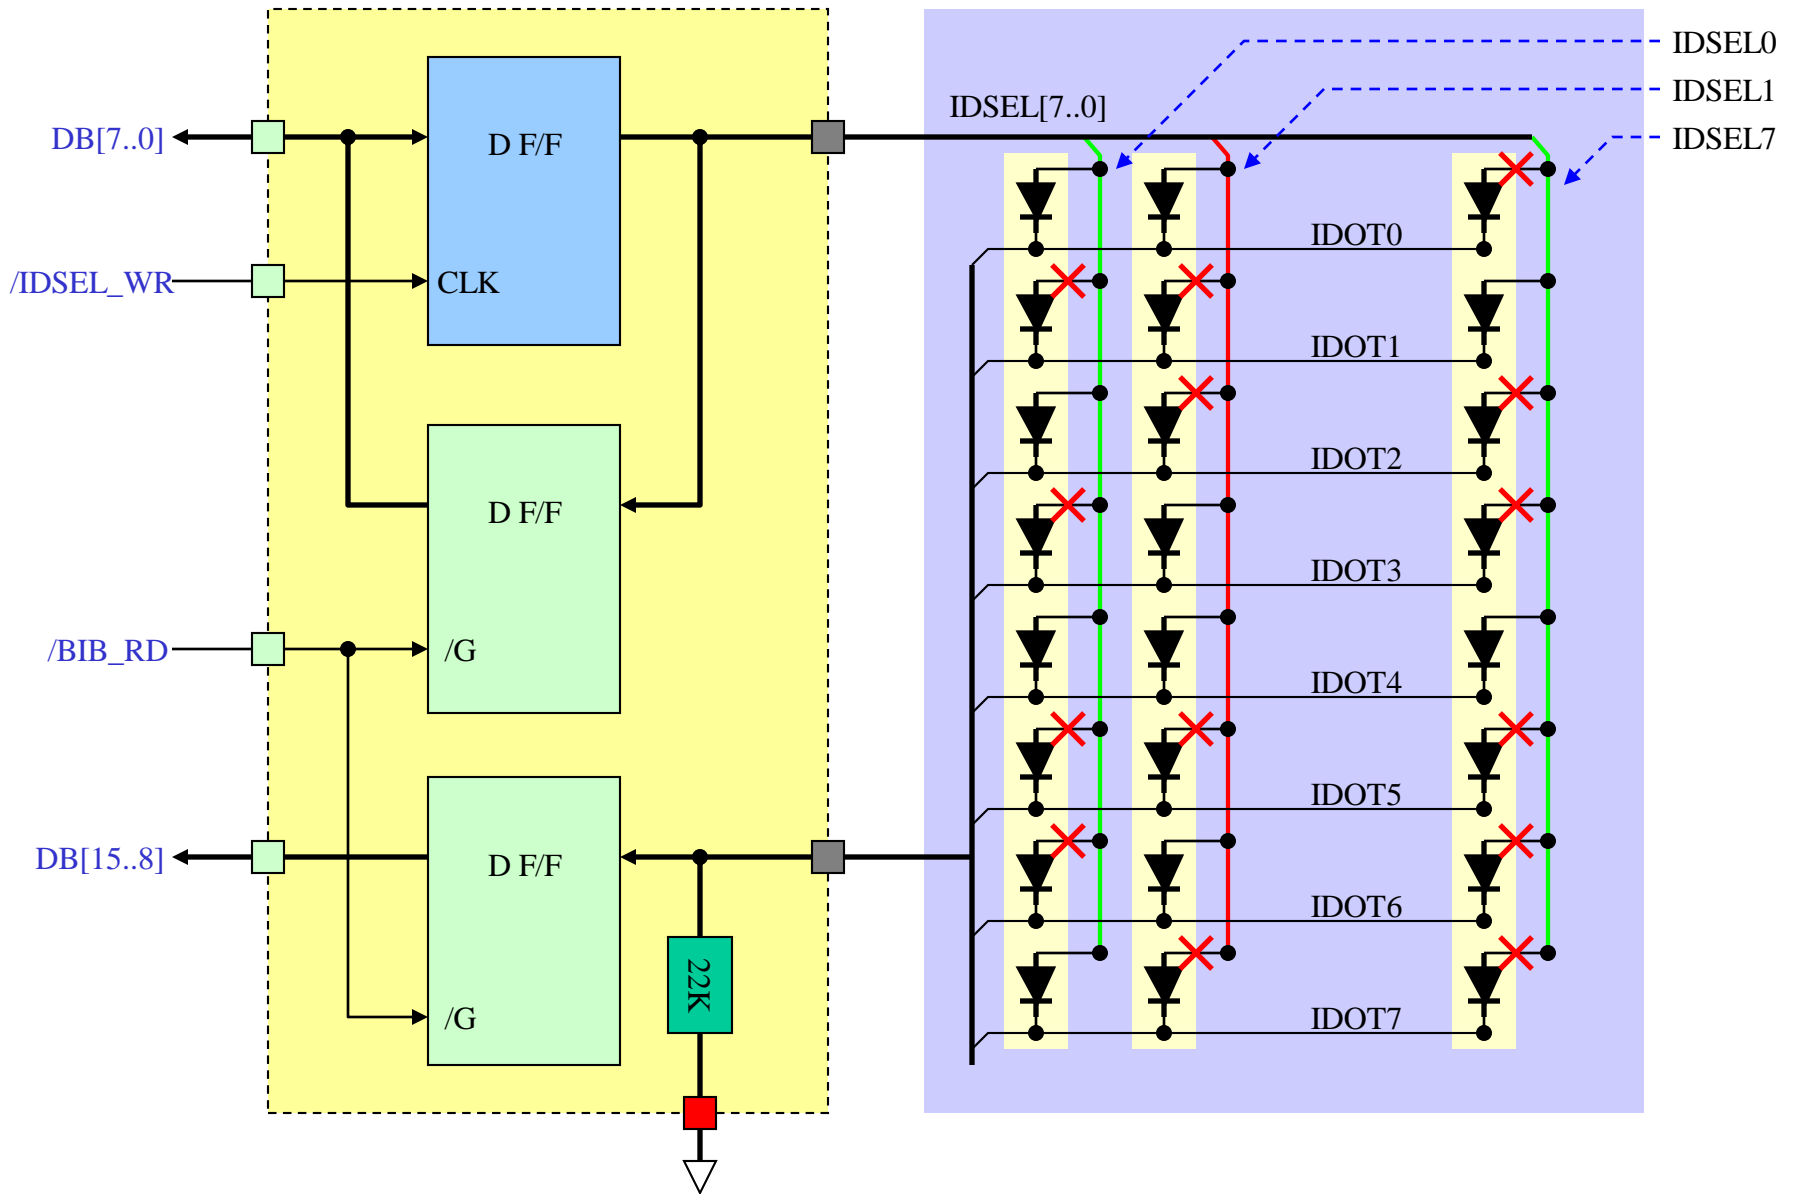 IDSEL0
IDSEL1
IDSEL7
IDSEL[7..0]
DB[7..0]
D F/F
/IDSEL_WR
CLK
D F/F
/BIB_RD
/G
DB[15..8]
D F/F
22K
/G
IDOT0
IDOT1
IDOT2
IDOT3
IDOT4
IDOT5
IDOT6
IDOT7